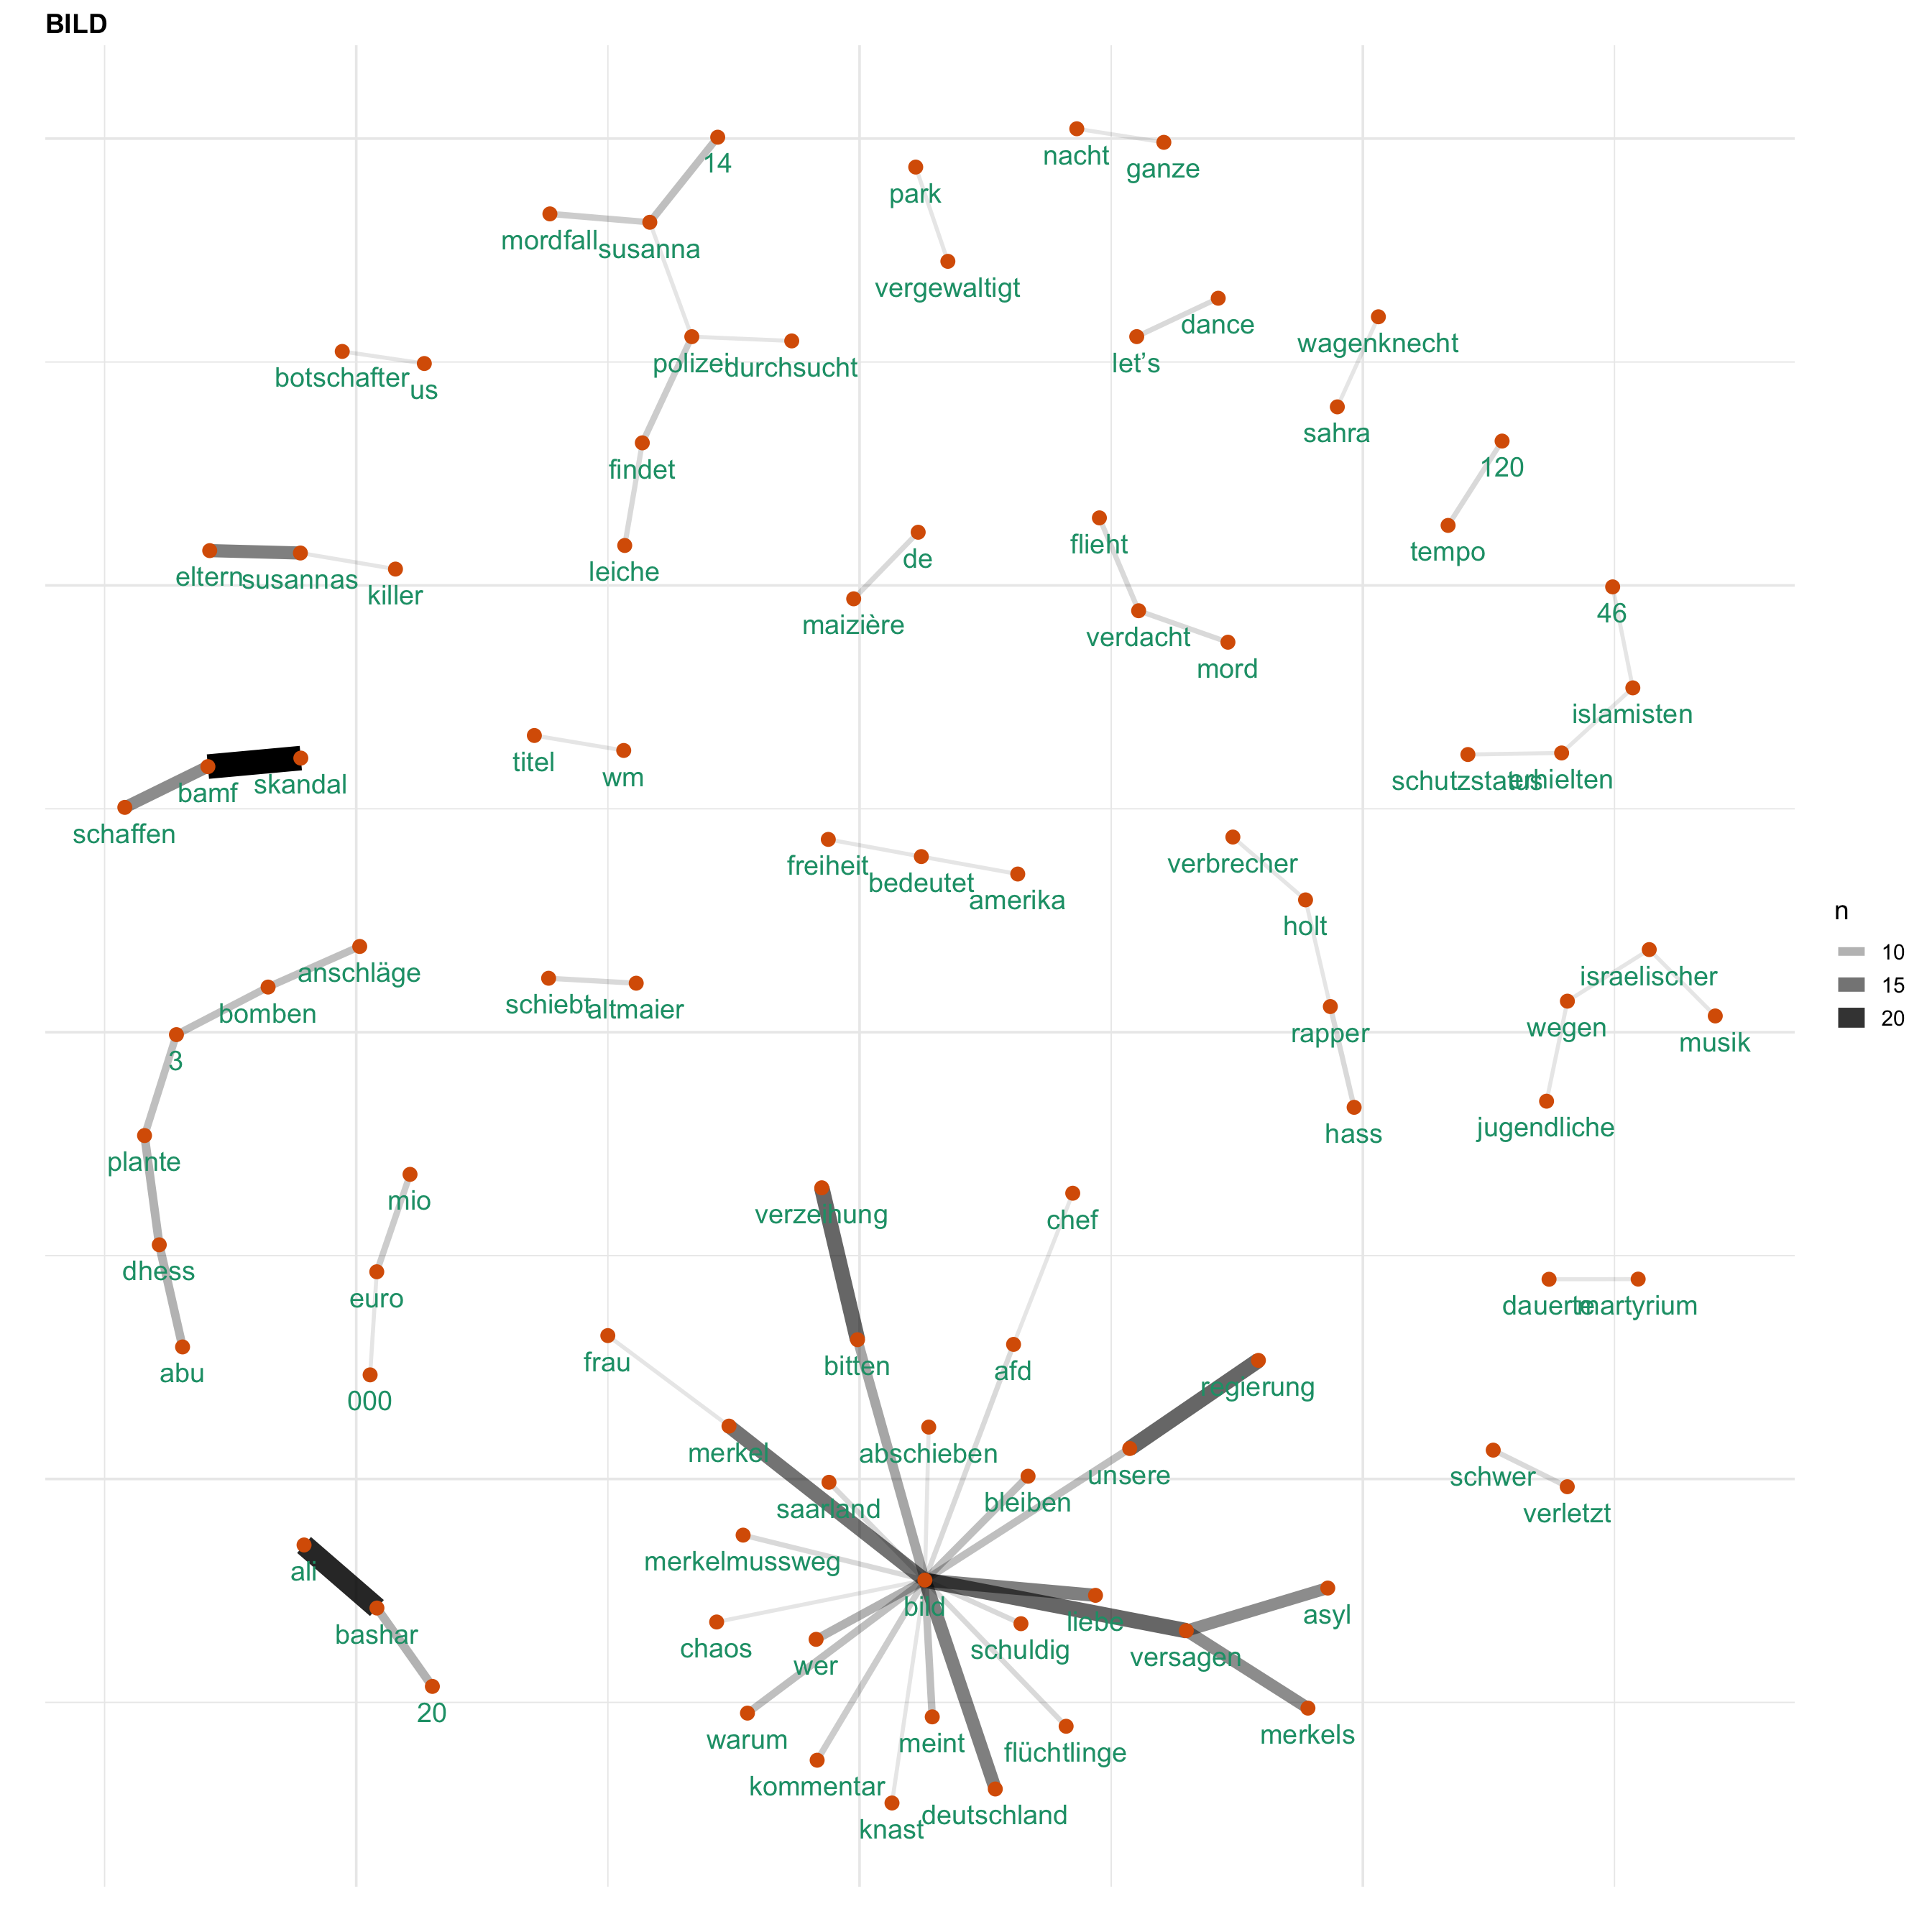 BILD
14
nacht
ganze
park
mordfall
susanna
vergewaltigt
dance
wagenknecht
let's
polizei
durchsucht
botschafter
us
sahra
findet
120
flieht
tempo
de
leiche
eltern
susannas
killer
46
maizière
verdacht
mord
islamisten
titel
wm
schutzstatus
erhielten
skandal
bamf
schaffen
freiheit
bedeutet
amerika
verbrecher
holt
n
10
15
20
anschläge
bomben
3
schiebt
altmaier
israelischer
wegen
musik
rapper
hass
jugendliche
plante
mio
verzeihung
chef
dhess
euro
dauerte
martyrium
abu
000
frau
bitten
afd
regierung
merkel
abschieben
unsere
schwer
saarland
bleiben
verletzt
merkelmussweg
ali
bashar
bild
liebe
asyl
chaos
wer
schuldig
versagen
20
warum
meint
flüchtlinge
merkels
kommentar
knast
deutschland